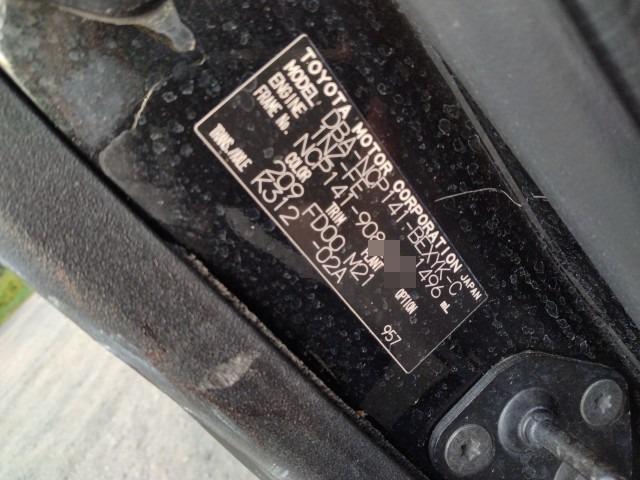 TOYOTA MOTOR CORPORATION JAPAN
MODEL: DBA-NCP141-BEXYK-C
ENGINE 1NZ-FE 1496 mL
FRAME No. NCP141-908
COLOR TRIM PLANT OPTION
209 FD00 M21
TRANS./AXLE
K312 -02A
957